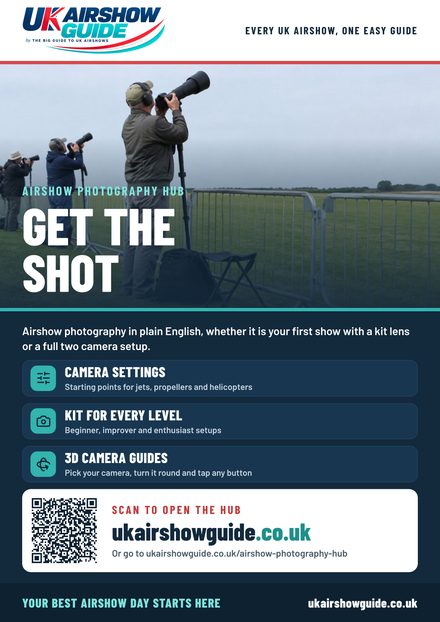 UK AIRSHOW
GUIDE
by THE BIG GUIDE TO UK AIRSHOWS
EVERY UK AIRSHOW, ONE EASY GUIDE
AIRSHOW PHOTOGRAPHY HUB
GET THE
SHOT
Airshow photography in plain English, whether it is your first show with a kit lens
or a full two camera setup.
CAMERA SETTINGS
Starting points for jets, propellers and helicopters
KIT FOR EVERY LEVEL
Beginner, improver and enthusiast setups
3D CAMERA GUIDES
Pick your camera, turn it round and tap any button
SCAN TO OPEN THE HUB
ukairshowguide.co.uk
Or go to ukairshowguide.co.uk/airshow-photography-hub
YOUR BEST AIRSHOW DAY STARTS HERE
ukairshowguide.co.uk